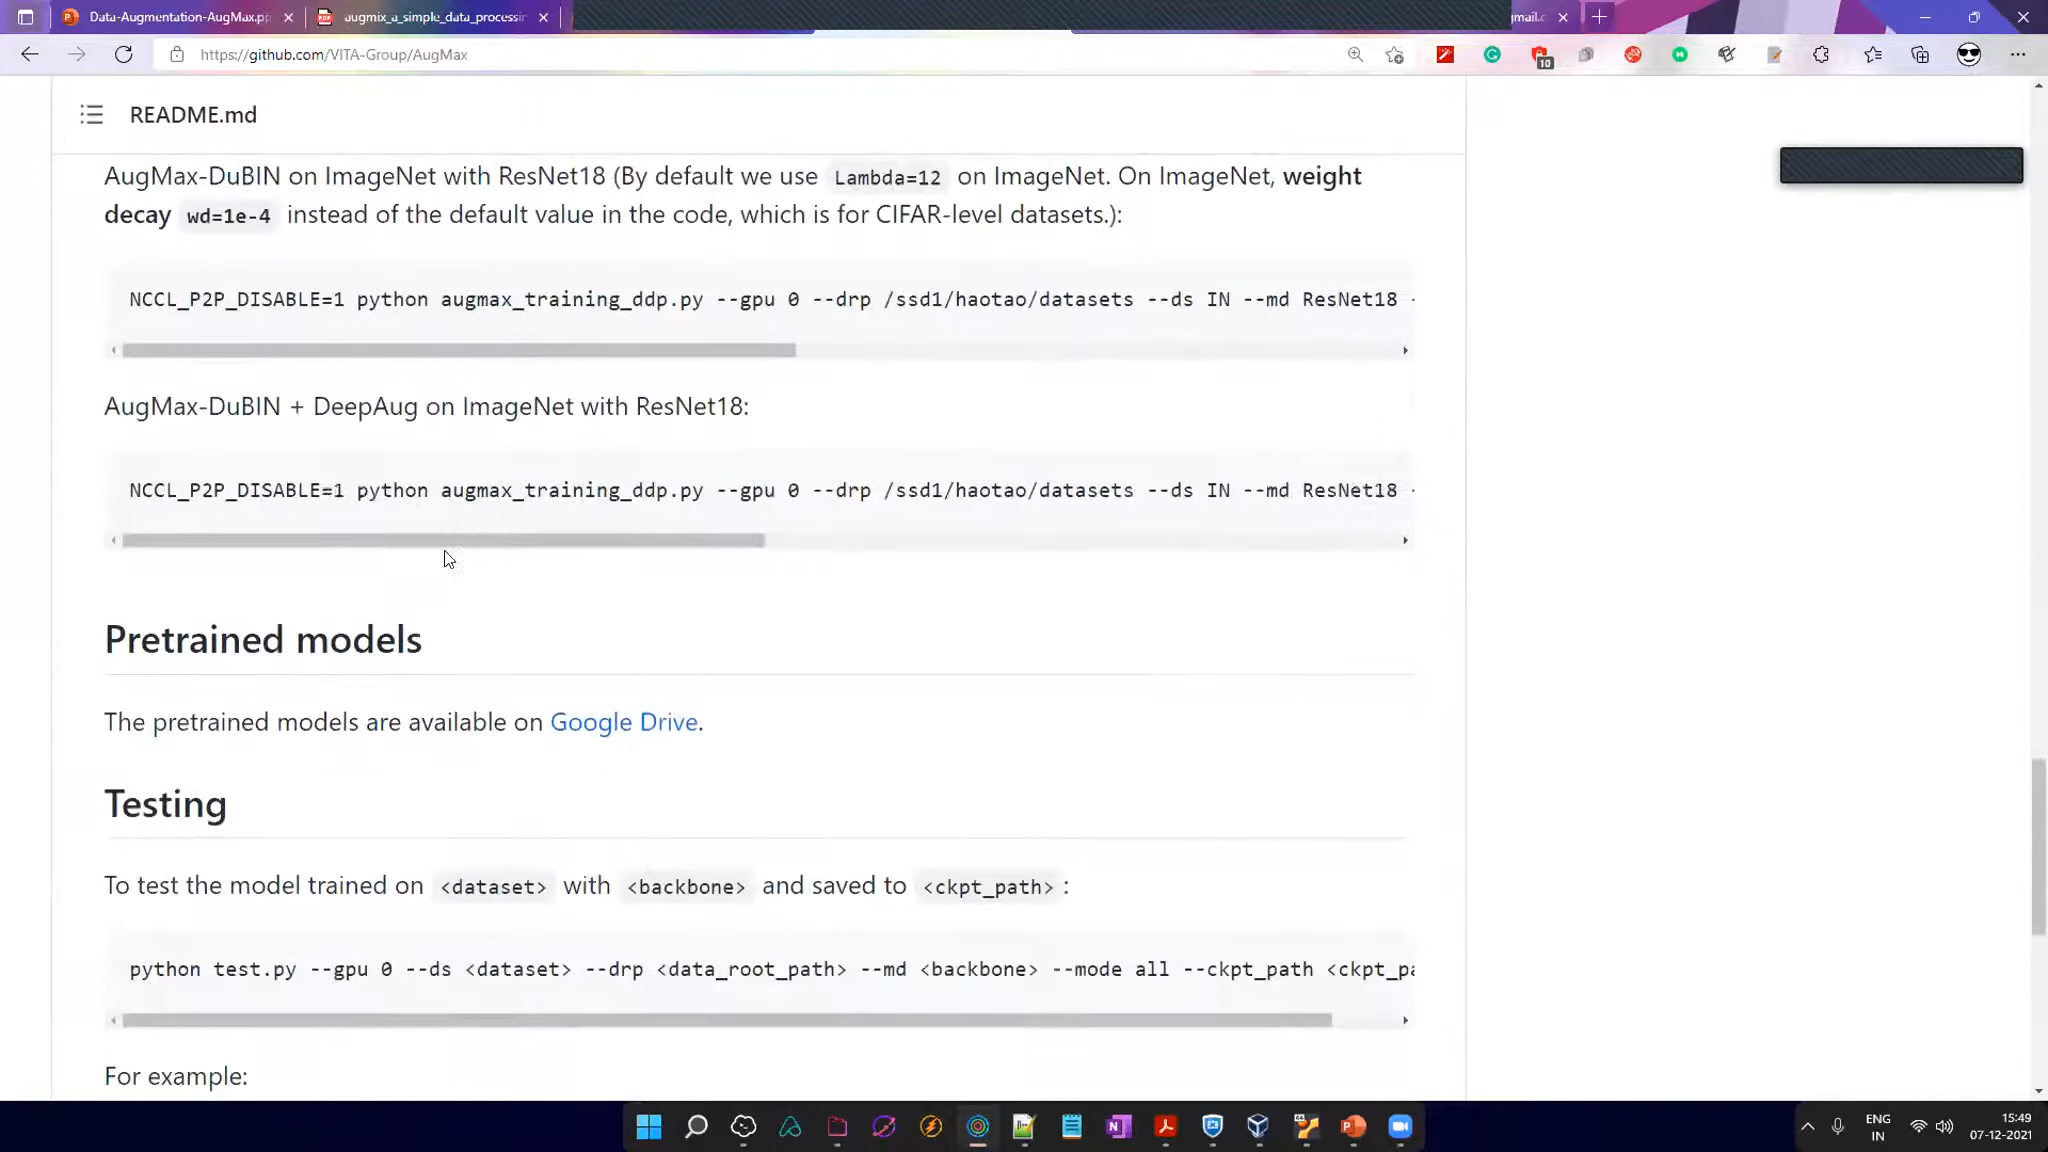 Data-Augmentation-AugMax.pp
augmix_a_simple_data_processin
gmail.c
https://github.com/VITA-Group/AugMax
10
README.md
AugMax-DuBIN on ImageNet with ResNet18 (By default we use Lambda=12 on ImageNet. On ImageNet, weight
decay wd=1e-4 instead of the default value in the code, which is for CIFAR-level datasets.):
NCCL_P2P_DISABLE=1 python augmax_training_ddp.py --gpu 0 --drp /ssd1/haotao/datasets --ds IN --md ResNet18 -
AugMax-DuBIN + DeepAug on ImageNet with ResNet18:
NCCL_P2P_DISABLE=1 python augmax_training_ddp.py --gpu 0 --drp /ssd1/haotao/datasets --ds IN --md ResNet18 -
Pretrained models
The pretrained models are available on Google Drive.
Testing
To test the model trained on <dataset> with <backbone> and saved to <ckpt_path> :
python test.py --gpu 0 --ds <dataset> --drp <data_root_path> --md <backbone> --mode all --ckpt_path <ckpt_pa
For example:
ENG
IN
15:49
07-12-2021